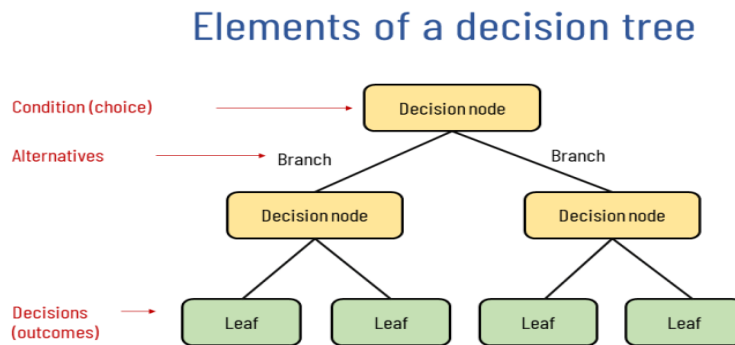 Elements of a decision tree
Condition (choice)
Decision node
Alternatives
Branch
Branch
Decision node
Decision node
Decisions
(outcomes)
Leaf
Leaf
Leaf
Leaf